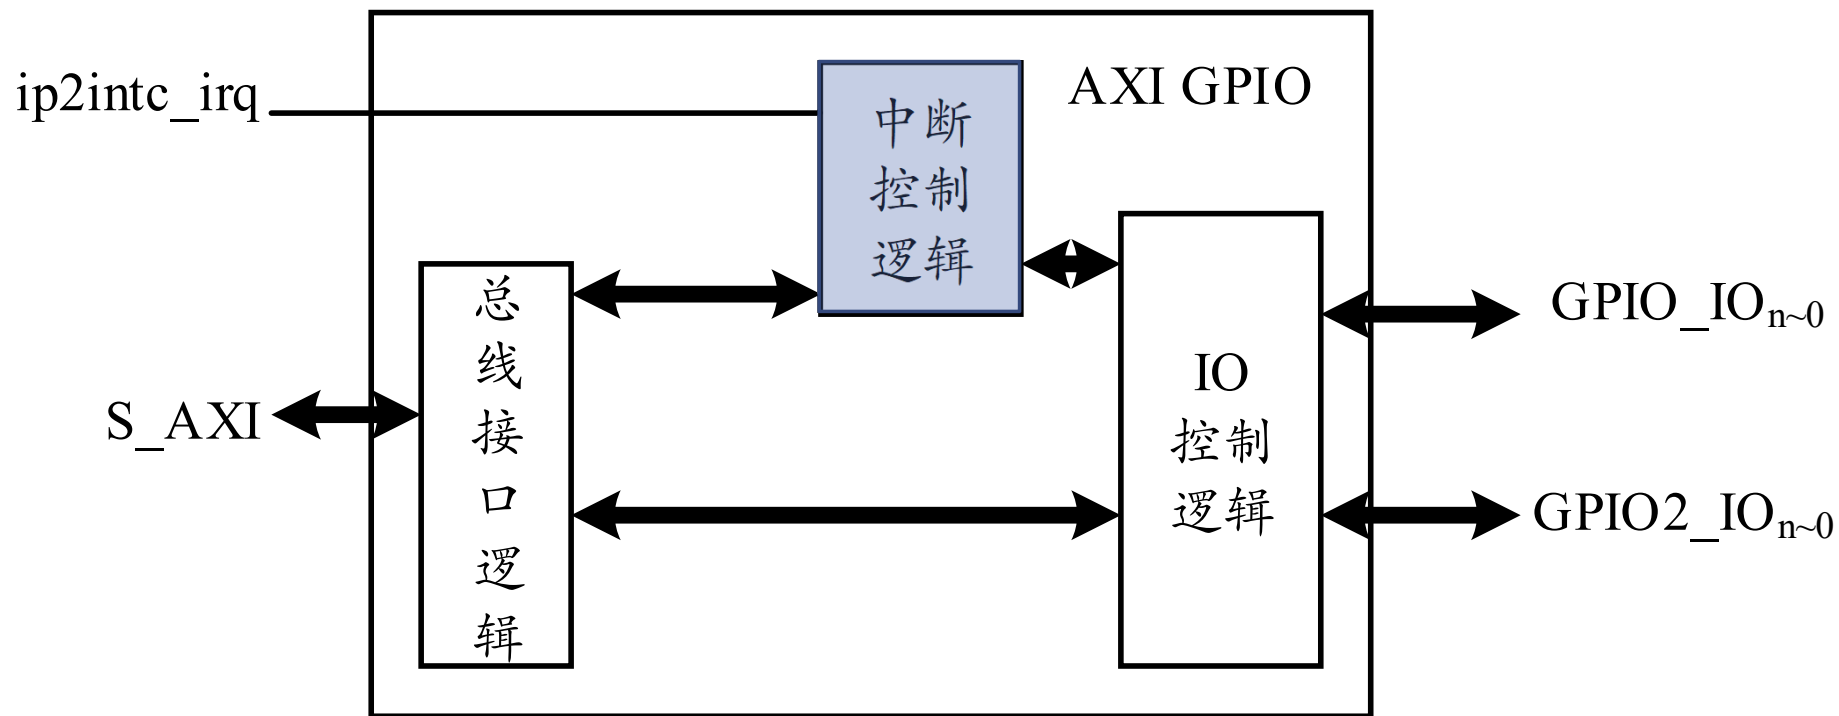 ip2intc_irq
AXI GPIO
中断
控制
逻辑
总
线
接
口
逻
辑
S_AXI
IO
控制
逻辑
GPIO_IOn~0
GPIO2_IOn~0